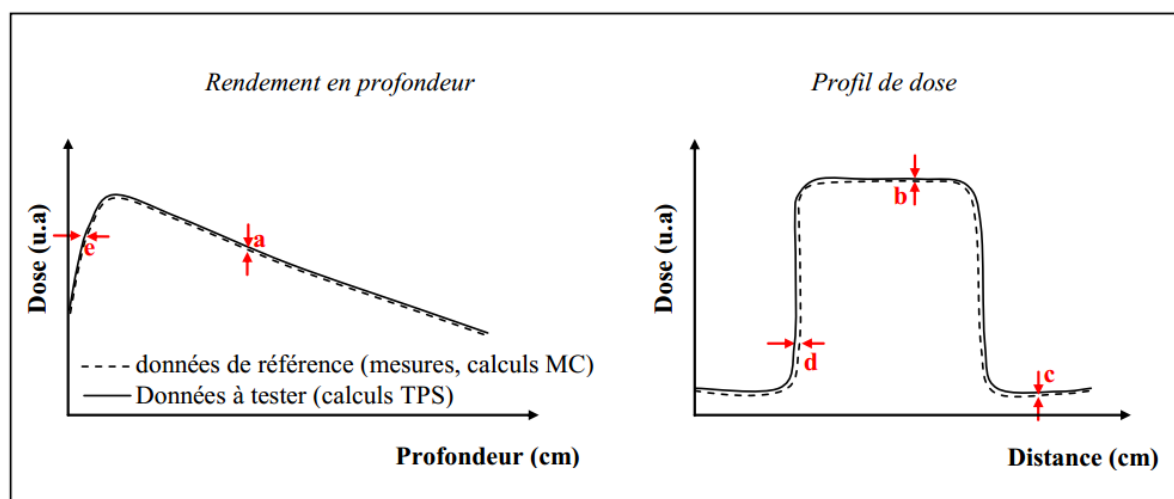 Rendement en profondeur
Dose (u.a)
e
a
--- données de référence (mesures, calculs MC)
Données à tester (calculs TPS)
Profondeur (cm)
Profil de dose
Dose (u.a)
b
d
c
Distance (cm)